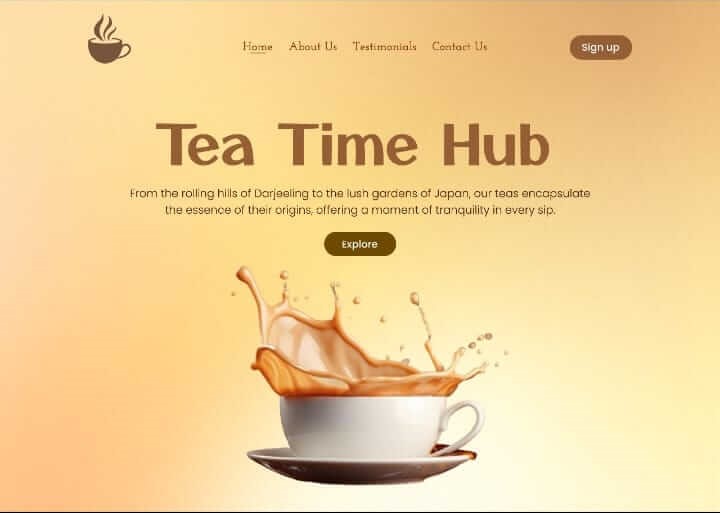 Home About Us Testimonials Contact Us Sign up
Tea Time Hub
From the rolling hills of Darjeeling to the lush gardens of Japan, our teas encapsulate
the essence of their origins, offering a mament of tranquility in every sip.
Explore